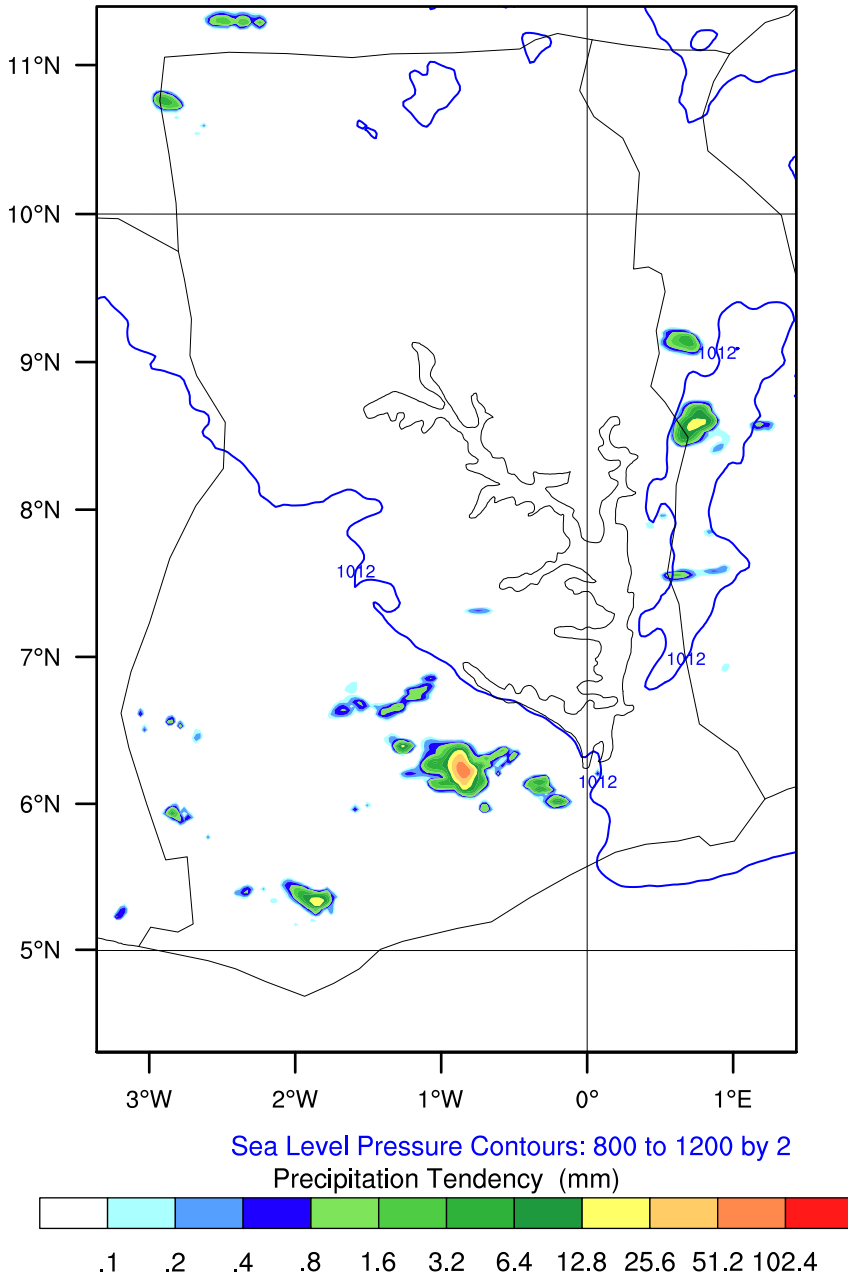 11°N
10°N
9°N
1012
8°N
1012
7°N
1012
6°N
1012
5°N
3°W 2°W 1°W 0° 1°E
Sea Level Pressure Contours: 800 to 1200 by 2
Precipitation Tendency (mm)
.1 .2 .4 .8 1.6 3.2 6.4 12.8 25.6 51.2 102.4